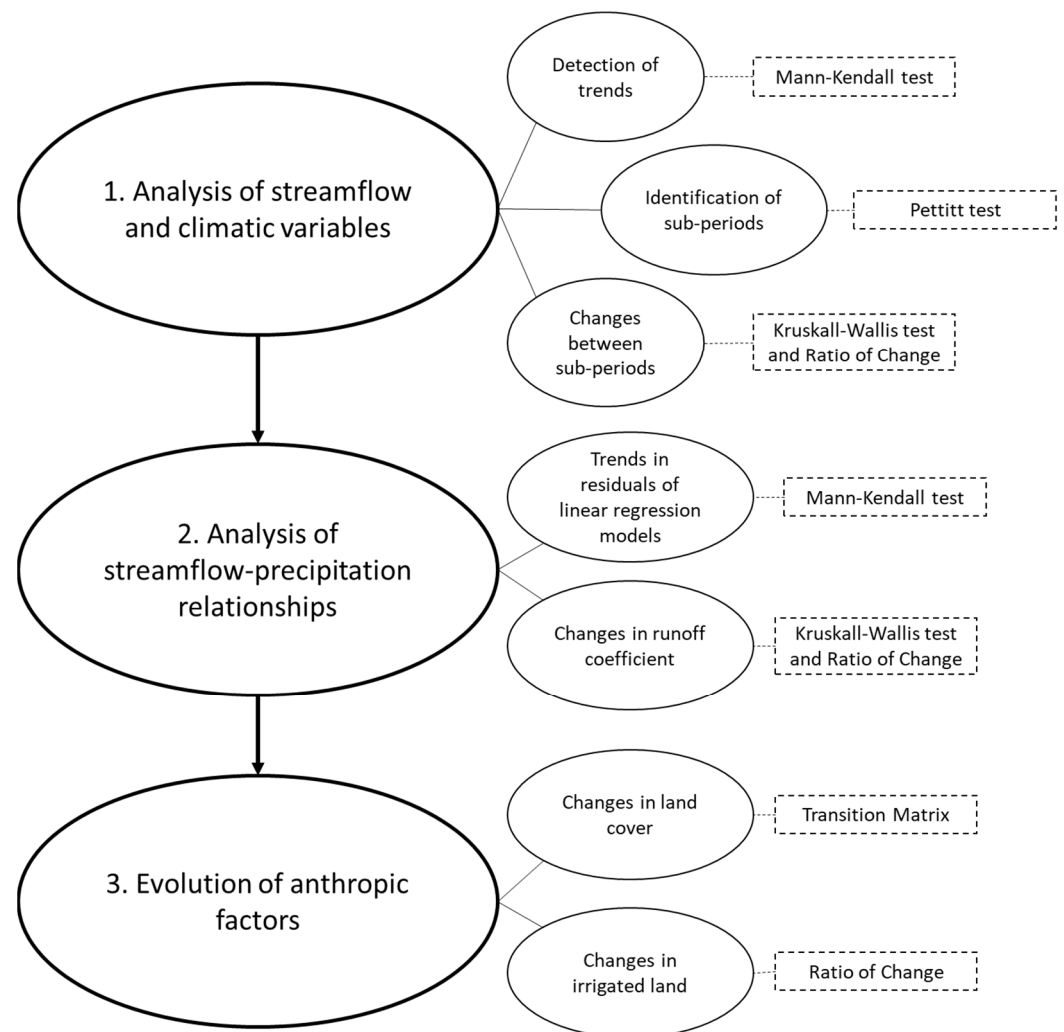 1. Analysis of streamflow
and climatic variables
Detection of
trends
Mann-Kendall test
Identification of
sub-periods
Pettitt test
Changes
between
sub-periods
Kruskall-Wallis test
and Ratio of Change
2. Analysis of
streamflow-precipitation
relationships
Trends in
residuals of
linear regression
models
Mann-Kendall test
Changes in runoff
coefficient
Kruskall-Wallis test
and Ratio of Change
3. Evolution of anthropic
factors
Changes in land
cover
Transition Matrix
Changes in
irrigated land
Ratio of Change